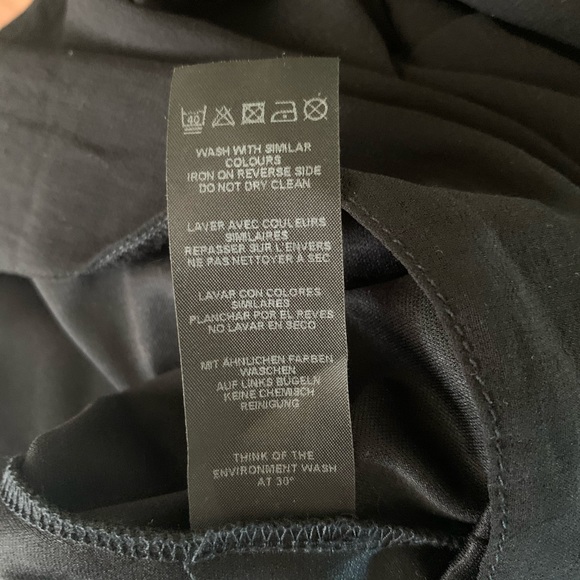 40
WASH WITH SIMILAR
COLOURS
IRON ON REVERSE SIDE
DO NOT DRY CLEAN
LAVER AVEC COULEURS
SIMILAIRES
REPASSER SUR L'ENVERS
NE PAS NETTOYER À SEC
LAVAR CON COLORES
SIMILARES
PLANCHAR POR EL REVES
NO LAVAR EN SECO
MIT ÄHNLICHEN FARBEN
WASCHEN
AUF LINKS BÜGELN
KEINE CHEMISCH
REINIGUNG
THINK OF THE
ENVIRONMENT WASH
AT 30°